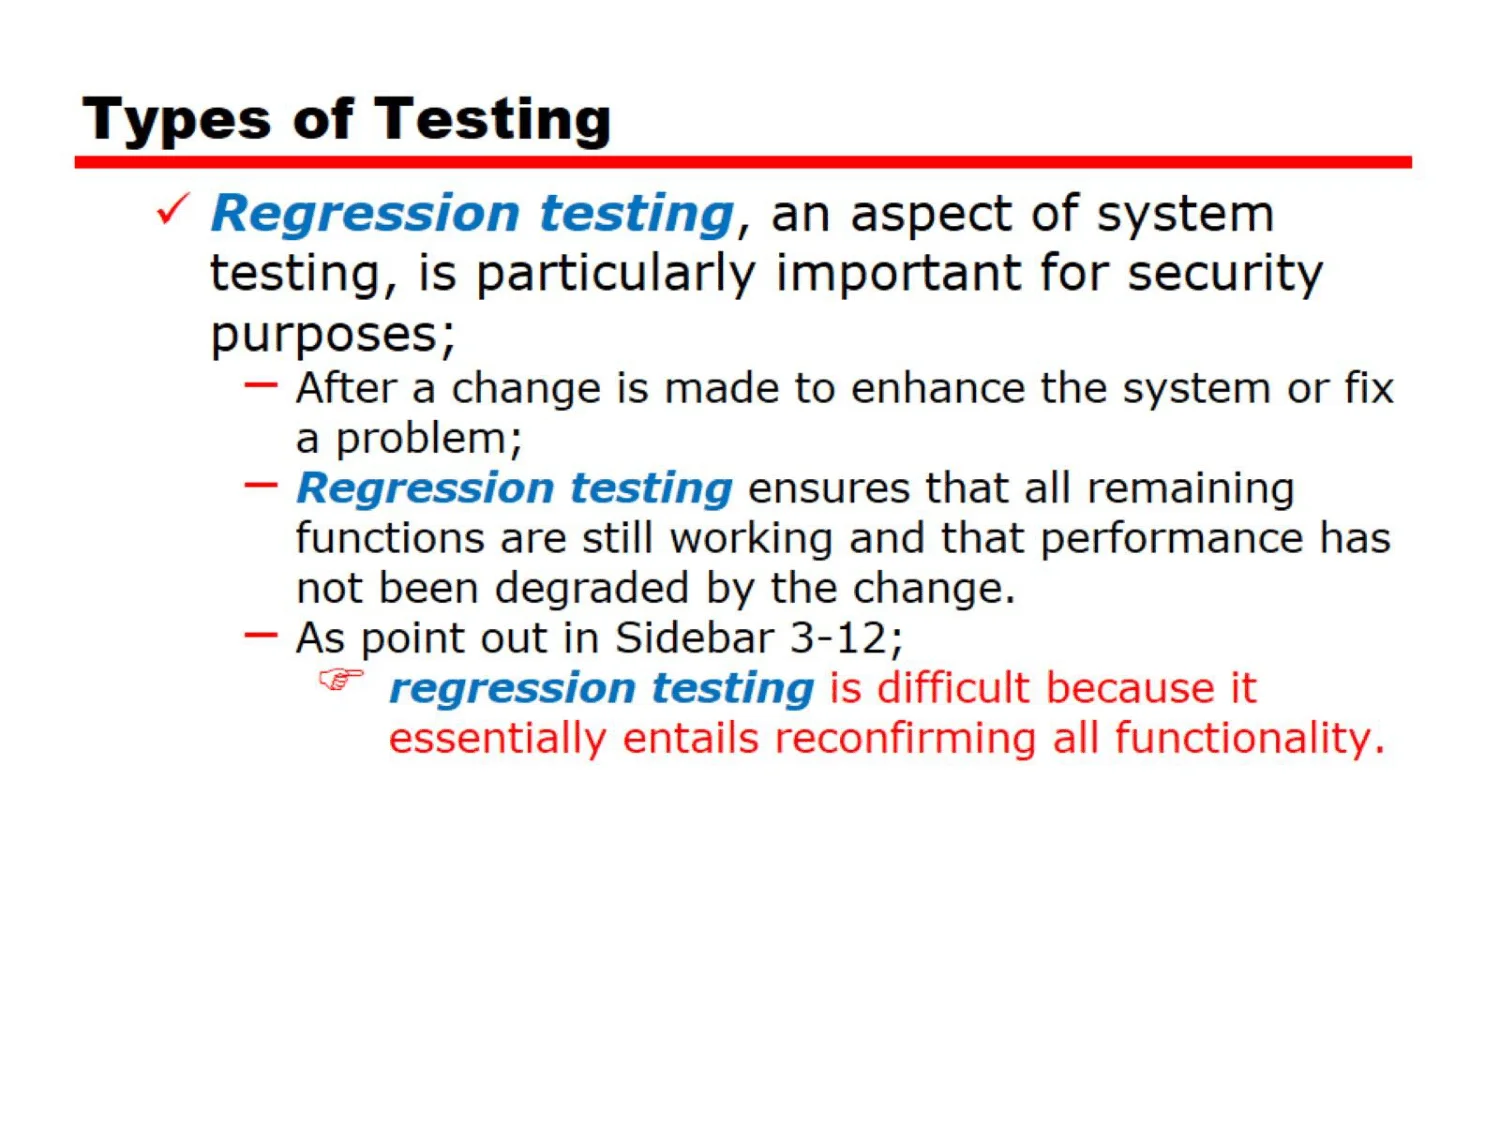 Types of Testing
✓ Regression testing, an aspect of system
testing, is particularly important for security
purposes;
– After a change is made to enhance the system or fix
a problem;
– Regression testing ensures that all remaining
functions are still working and that performance has
not been degraded by the change.
– As point out in Sidebar 3-12;
☞ regression testing is difficult because it
essentially entails reconfirming all functionality.